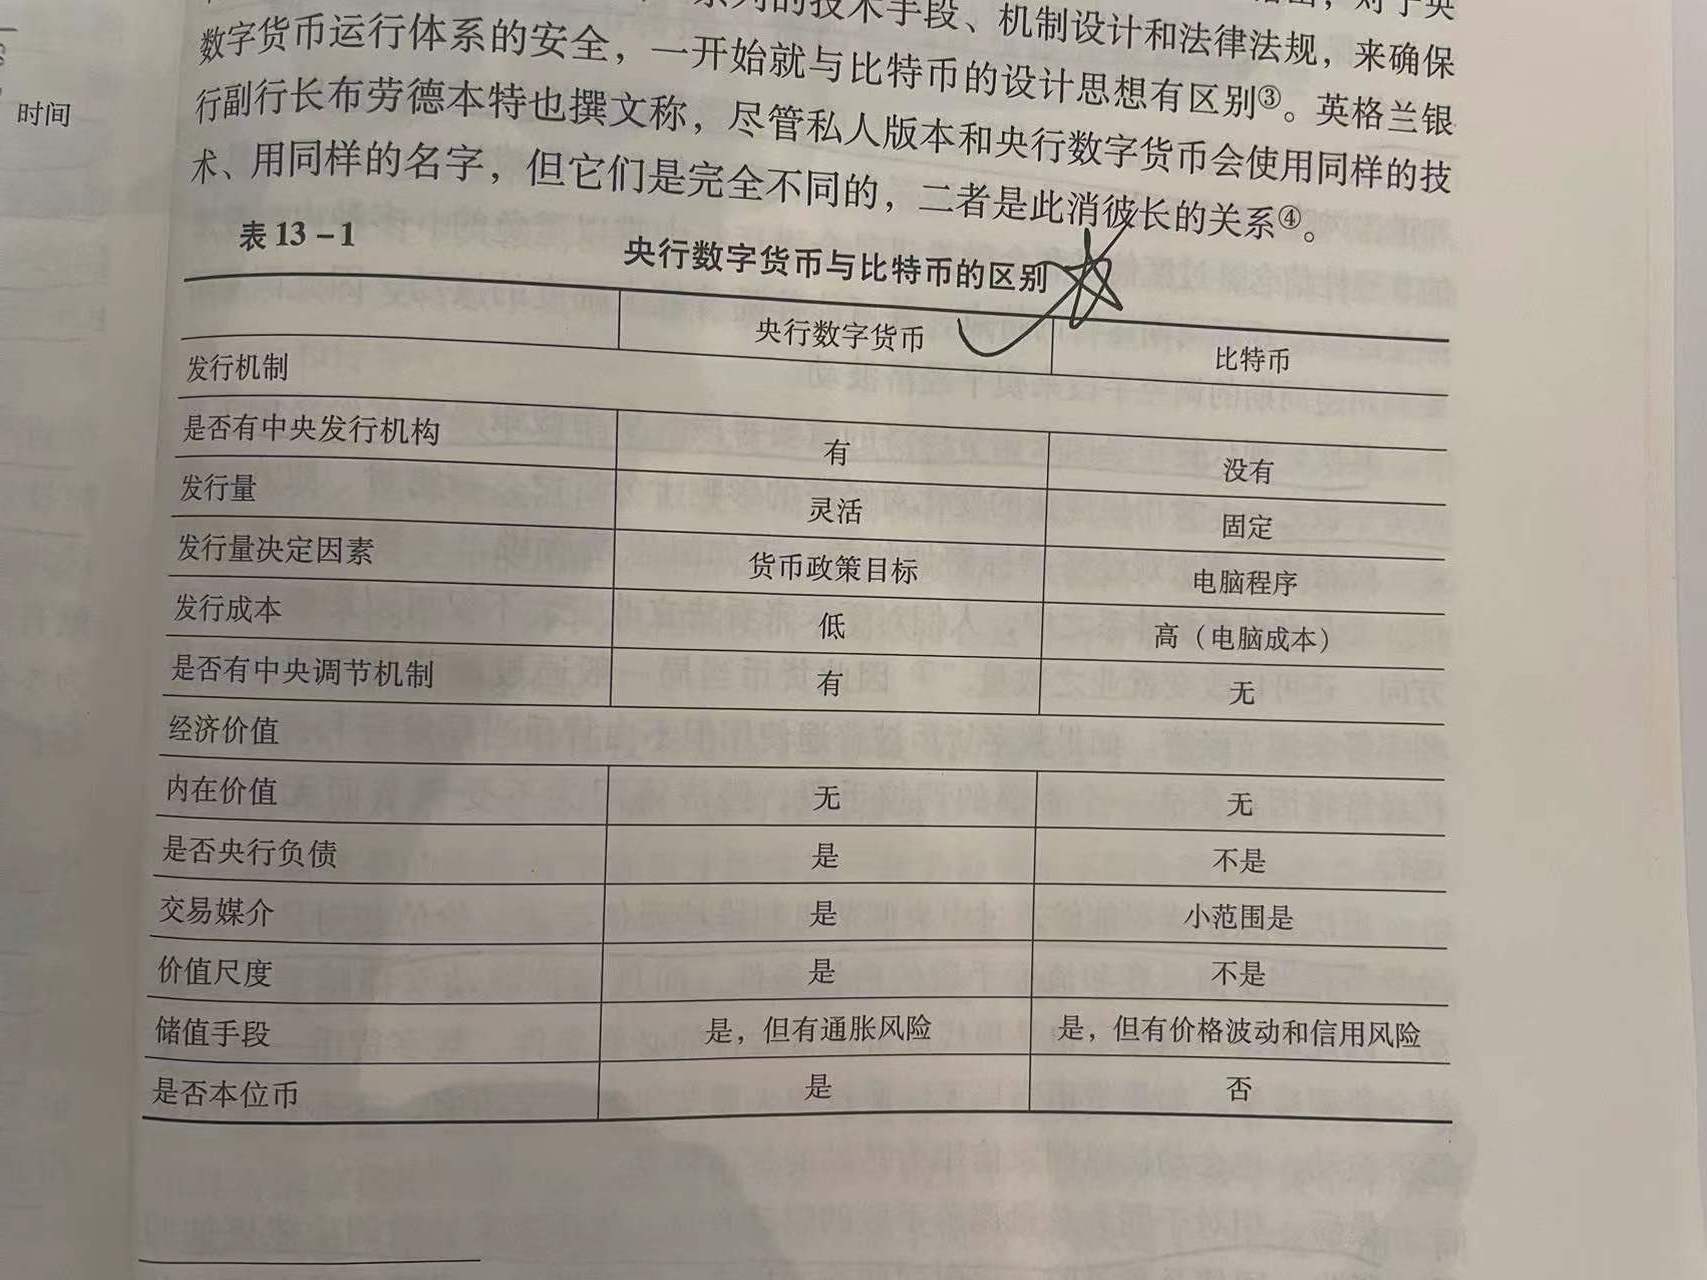 时间
系列的技术手段、机制设计和法律法规，来确保
数字货币运行体系的安全，一开始就与比特币的设计思想有区别③。英格兰银
行副行长布劳德本特也撰文称，尽管私人版本和央行数字货币会使用同样的技
术、用同样的名字，但它们是完全不同的，二者是此消彼长的关系④。
表 13-1 央行数字货币与比特币的区别
央行数字货币 比特币
发行机制
是否有中央发行机构 有 没有
发行量 灵活 固定
发行量决定因素 货币政策目标 电脑程序
发行成本 低 高（电脑成本）
是否有中央调节机制 有 无
经济价值
内在价值 无 无
是否央行负债 是 不是
交易媒介 是 小范围是
价值尺度 是 不是
储值手段 是，但有通胀风险 是，但有价格波动和信用风险
是否本位币 是 否